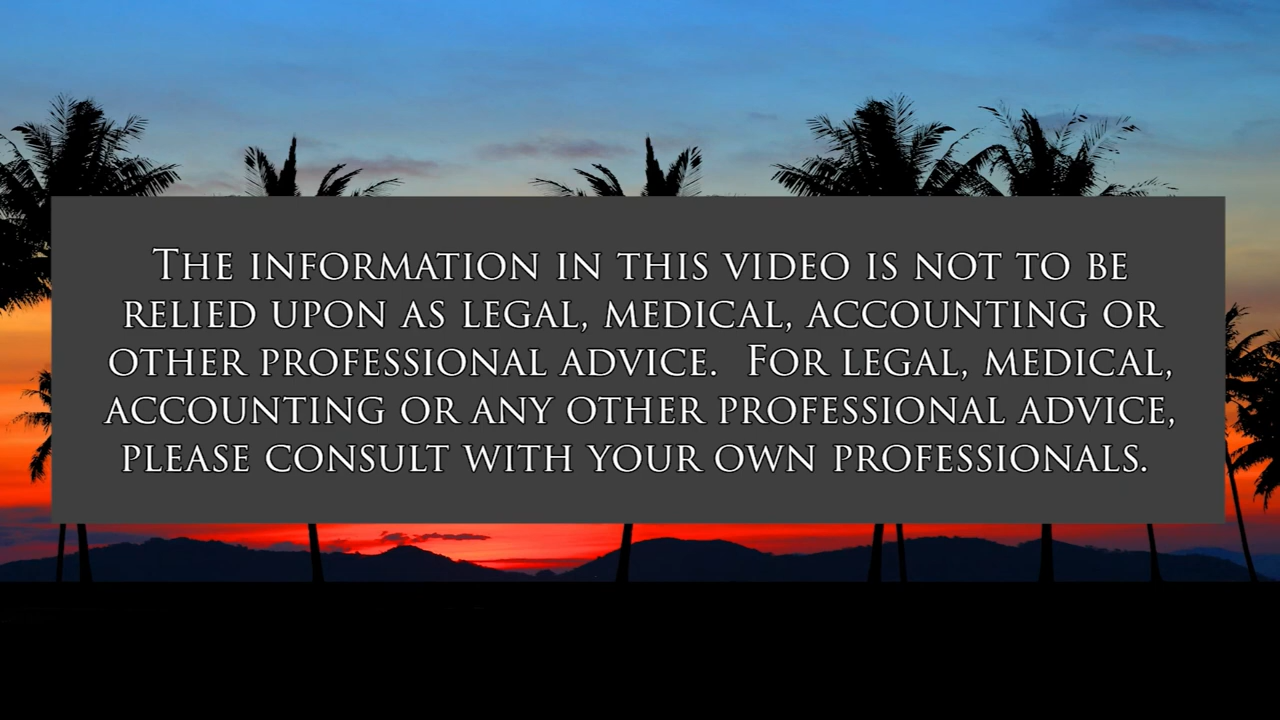 The information in this video is not to be
relied upon as legal, medical, accounting or
other professional advice.  For legal, medical,
accounting or any other professional advice,
please consult with your own professionals.